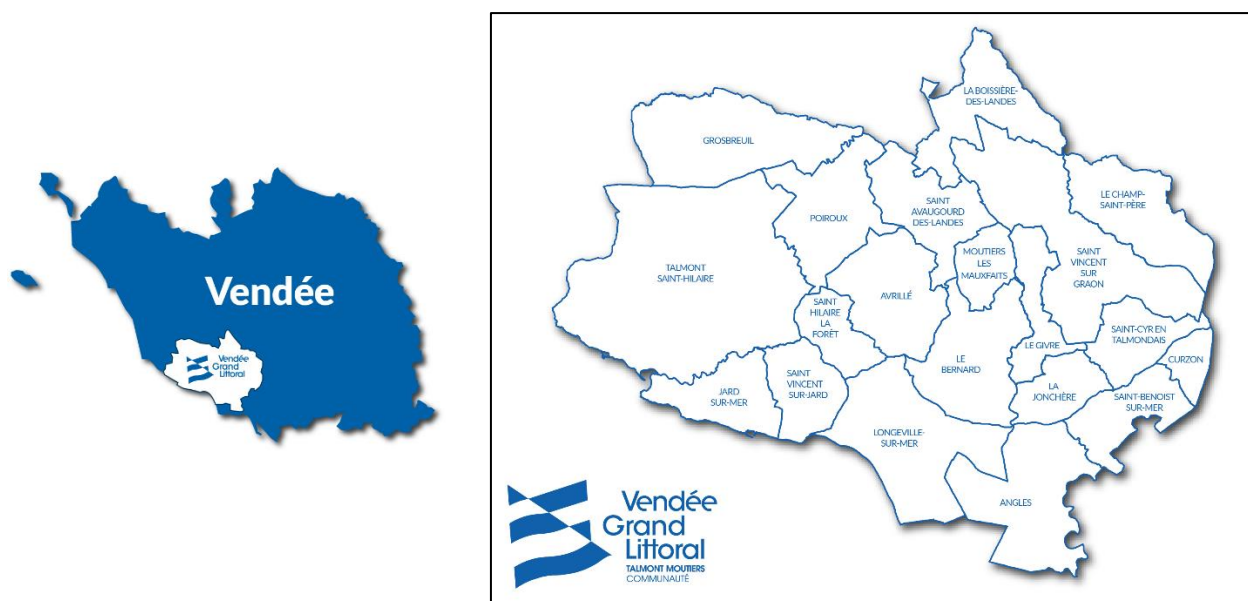 Vendée
Vendée
Grand
Littoral
LA BOISSIÈRE-
DES-LANDES
GROSBREUIL
LE CHAMP-
SAINT-PÈRE
POIROUX
SAINT
AVAUGOURD
DES-LANDES
TALMONT
SAINT-HILAIRE
MOUTIERS
LES
MAUXFAITS
SAINT
VINCENT
SUR
GRAON
AVRILLÉ
SAINT
HILAIRE
LA
FORÊT
SAINT-CYR EN
TALMONDAIS
LE GIVRE
CURZON
LE
BERNARD
SAINT
VINCENT
SUR-JARD
JARD
SUR-MER
LA
JONCHÈRE
SAINT-BENOIST
SUR-MER
LONGEVILLE-
SUR-MER
ANGLES
Vendée
Grand
Littoral
TALMONT MOUTIERS
COMMUNAUTÉ